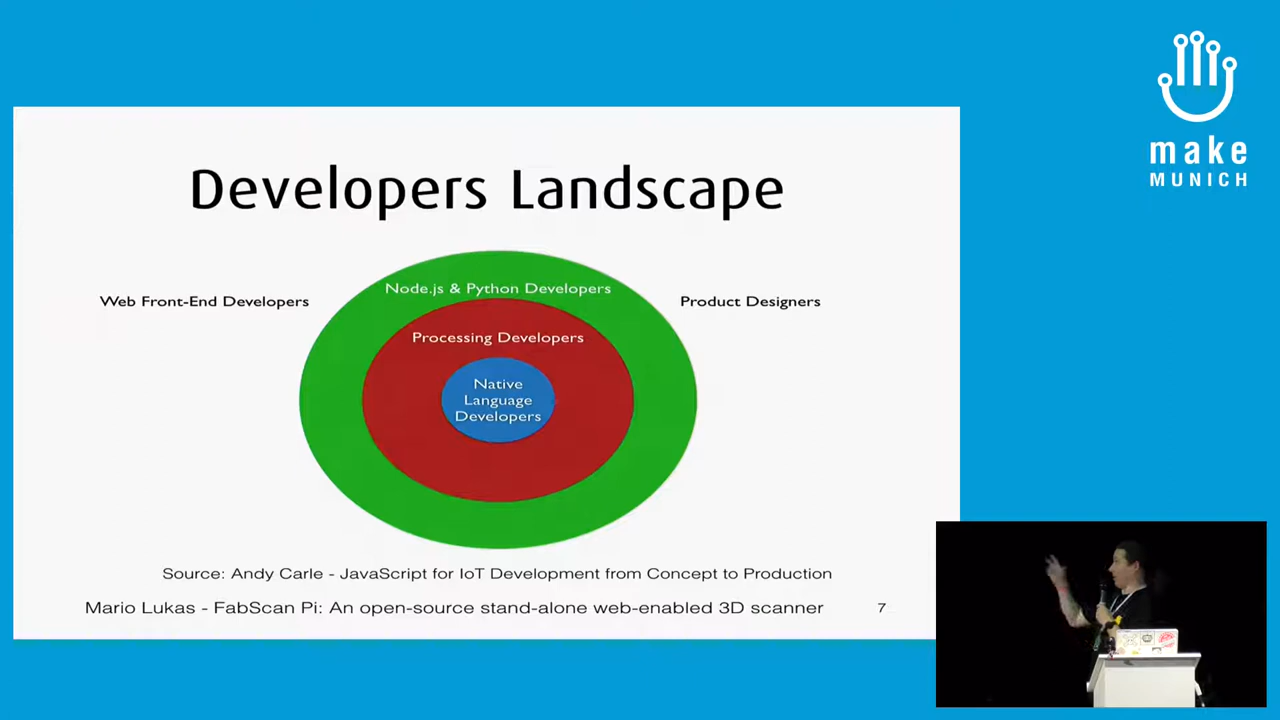 make
MUNICH
Developers Landscape
Web Front-End Developers
Node.js & Python Developers
Product Designers
Processing Developers
Native
Language
Developers
Source: Andy Carle - JavaScript for IoT Development from Concept to Production
Mario Lukas - FabScan Pi: An open-source stand-alone web-enabled 3D scanner
7